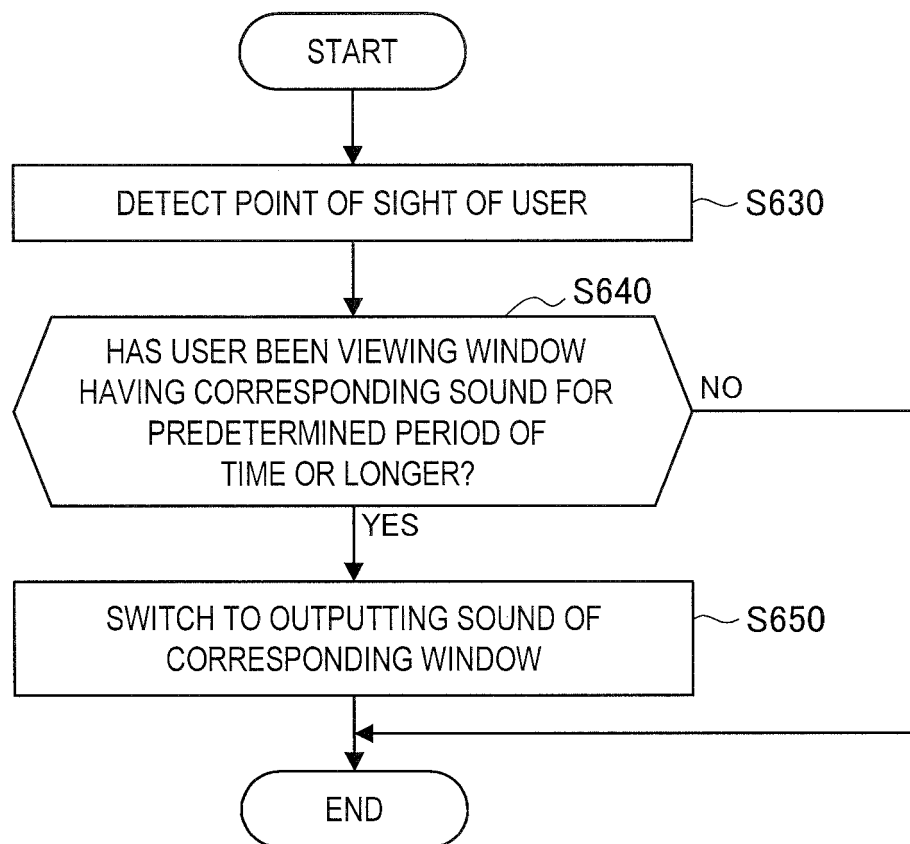 START
DETECT POINT OF SIGHT OF USER
S630
S640
HAS USER BEEN VIEWING WINDOW
HAVING CORRESPONDING SOUND FOR
PREDETERMINED PERIOD OF
TIME OR LONGER?
NO
YES
SWITCH TO OUTPUTTING SOUND OF
CORRESPONDING WINDOW
S650
END